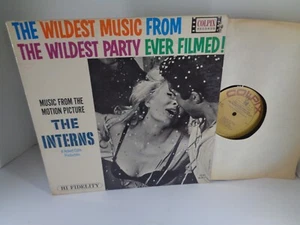 THE WILDEST MUSIC FROM
THE WILDEST PARTY EVER FILMED!
COLPIX
RECORDS
MUSIC FROM THE
MOTION PICTURE
THE
INTERNS
HI FIDELITY
COLPIX